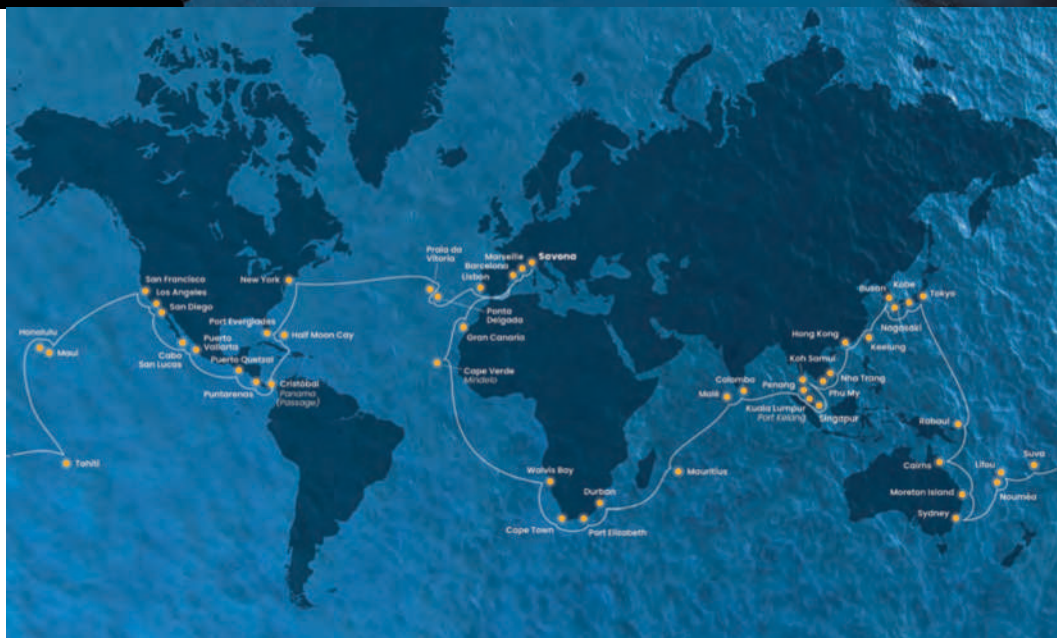 Praia da
Vitoria
Marseille
Savona
Barcelona
Lisbon
San Francisco
Los Angeles
San Diego
New York
Ponta
Delgada
Gran Canaria
Busan
Kobe
Tokyo
Nagasaki
Keelung
Hong Kong
Honolulu
Maui
Port Everglades
Half Moon Cay
Puerto
Vallarta
Cabo
San Lucas
Puerto Quetzal
Puntarenas
Cristóbal
Panama
(Passage)
Cape Verde
Mindelo
Koh Samui
Nha Trang
Phu My
Penang
Kuala Lumpur
Port Kelang
Singapur
Colombo
Malé
Rabaul
Tahiti
Mauritius
Walvis Bay
Durban
Cape Town
Port Elizabeth
Cairns
Moreton Island
Sydney
Lifou
Nouméa
Suva